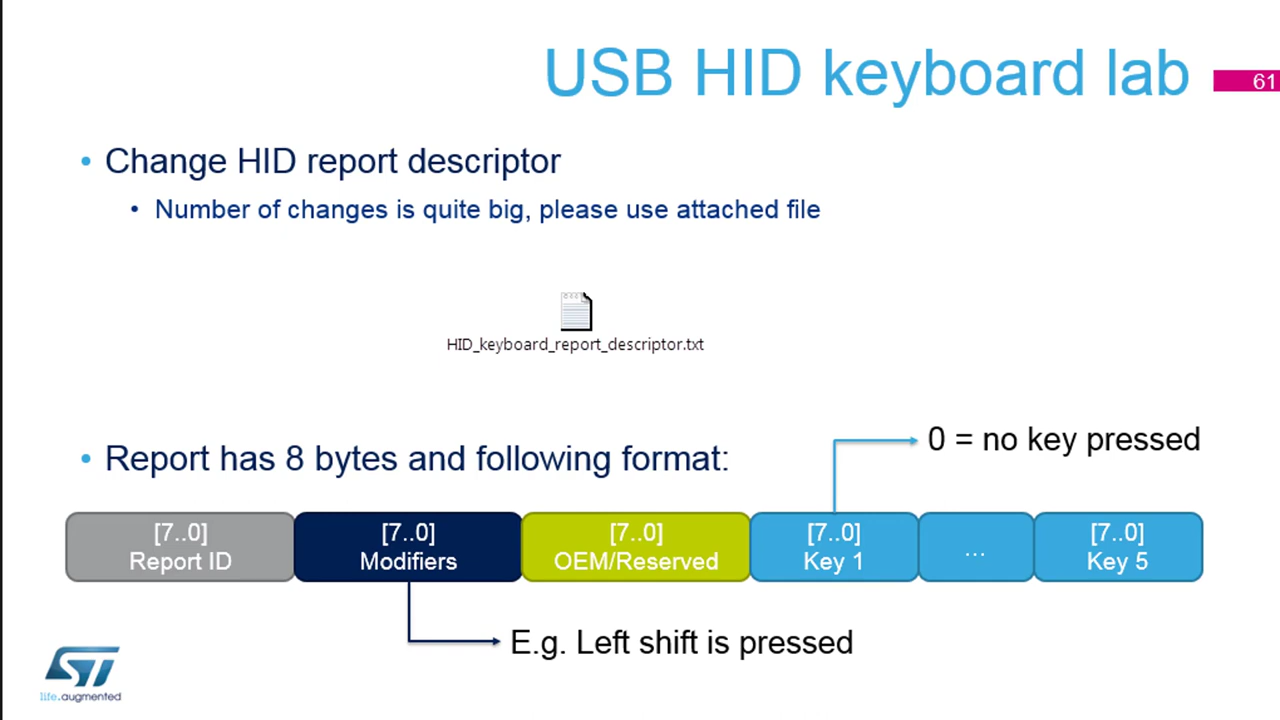 USB HID keyboard lab
61
• Change HID report descriptor
• Number of changes is quite big, please use attached file
HID_keyboard_report_descriptor.txt
0 = no key pressed
• Report has 8 bytes and following format:
[7..0] [7..0] [7..0] [7..0] [7..0]
Report ID Modifiers OEM/Reserved Key 1 ... Key 5
E.g. Left shift is pressed
ST
life.augmented